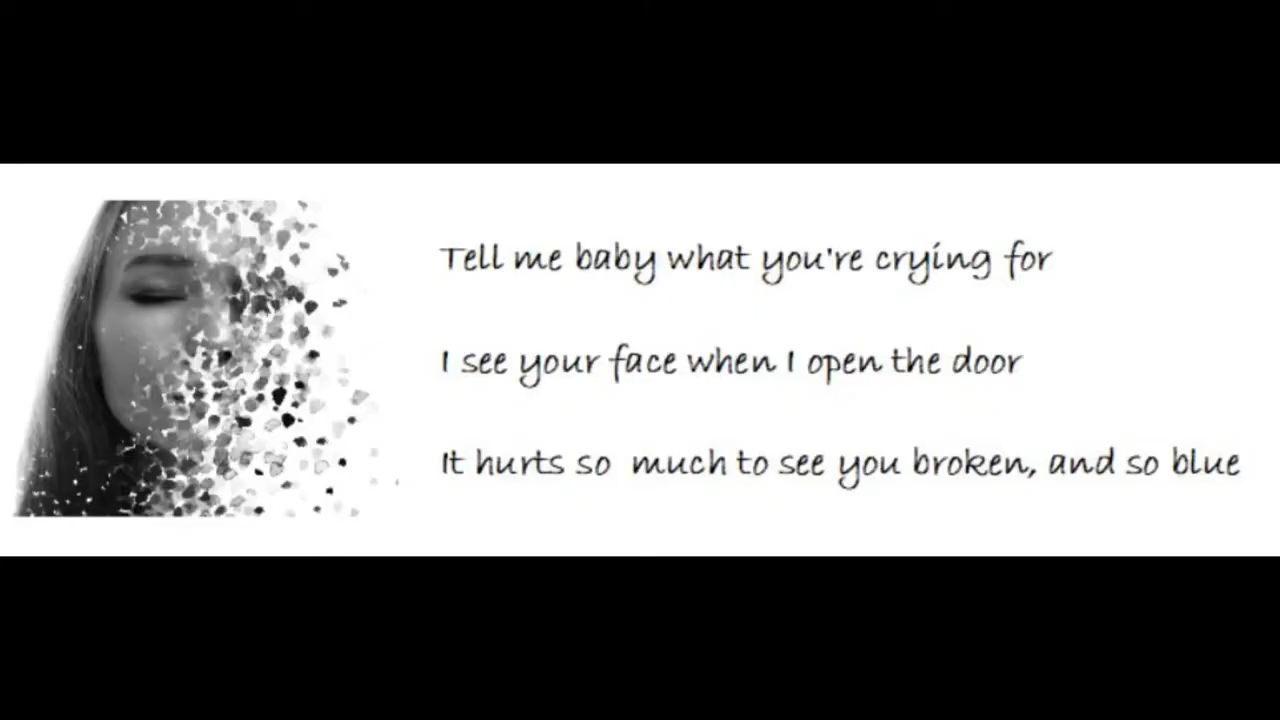 Tell me baby what you're crying for
I see your face when I open the door
It hurts so much to see you broken, and so blue